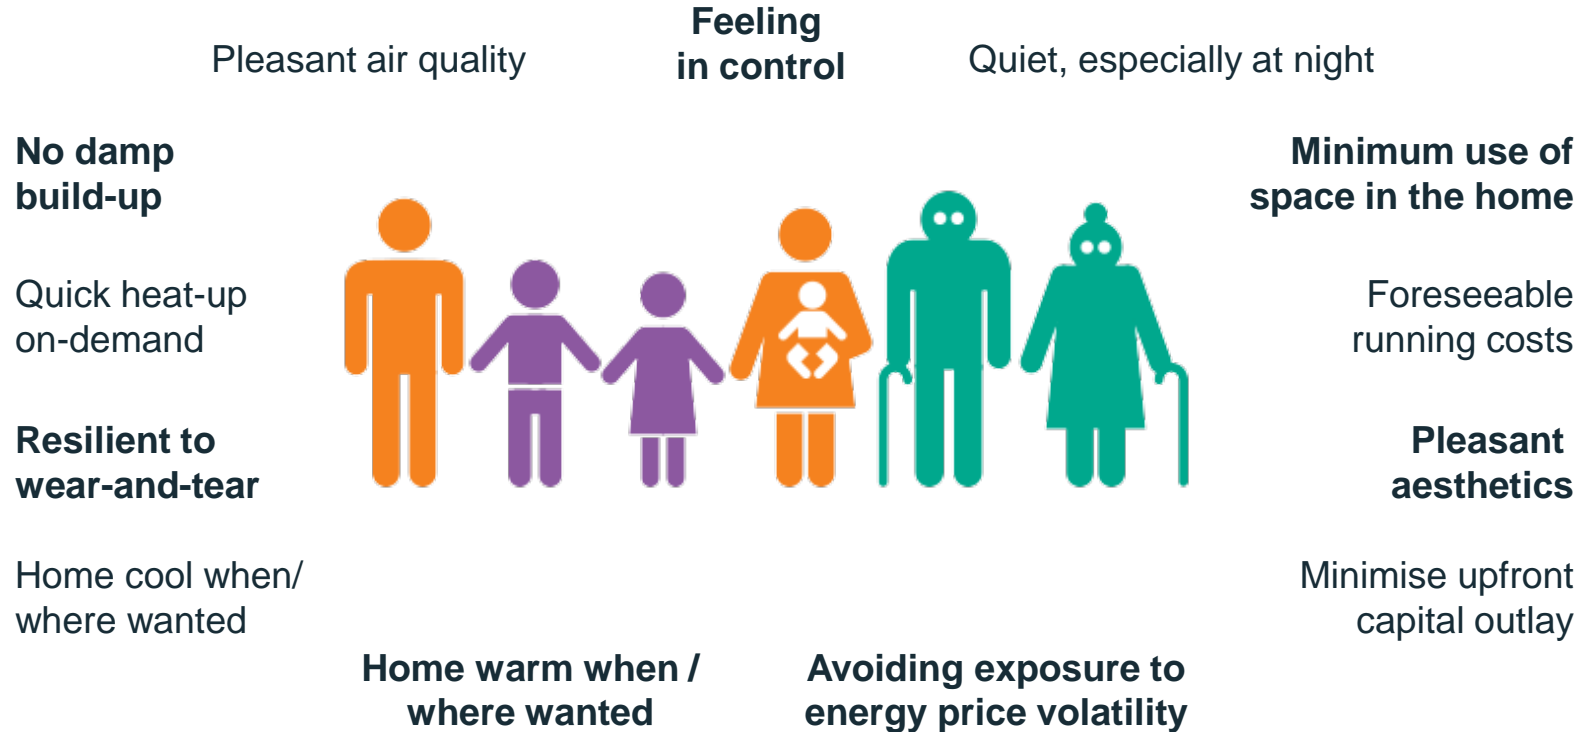 Feeling
in control
Pleasant air quality
Quiet, especially at night
No damp
build-up
Minimum use of
space in the home
Quick heat-up
on-demand
Foreseeable
running costs
Resilient to
wear-and-tear
Pleasant
aesthetics
Home cool when/
where wanted
Minimise upfront
capital outlay
Home warm when /
where wanted
Avoiding exposure to
energy price volatility